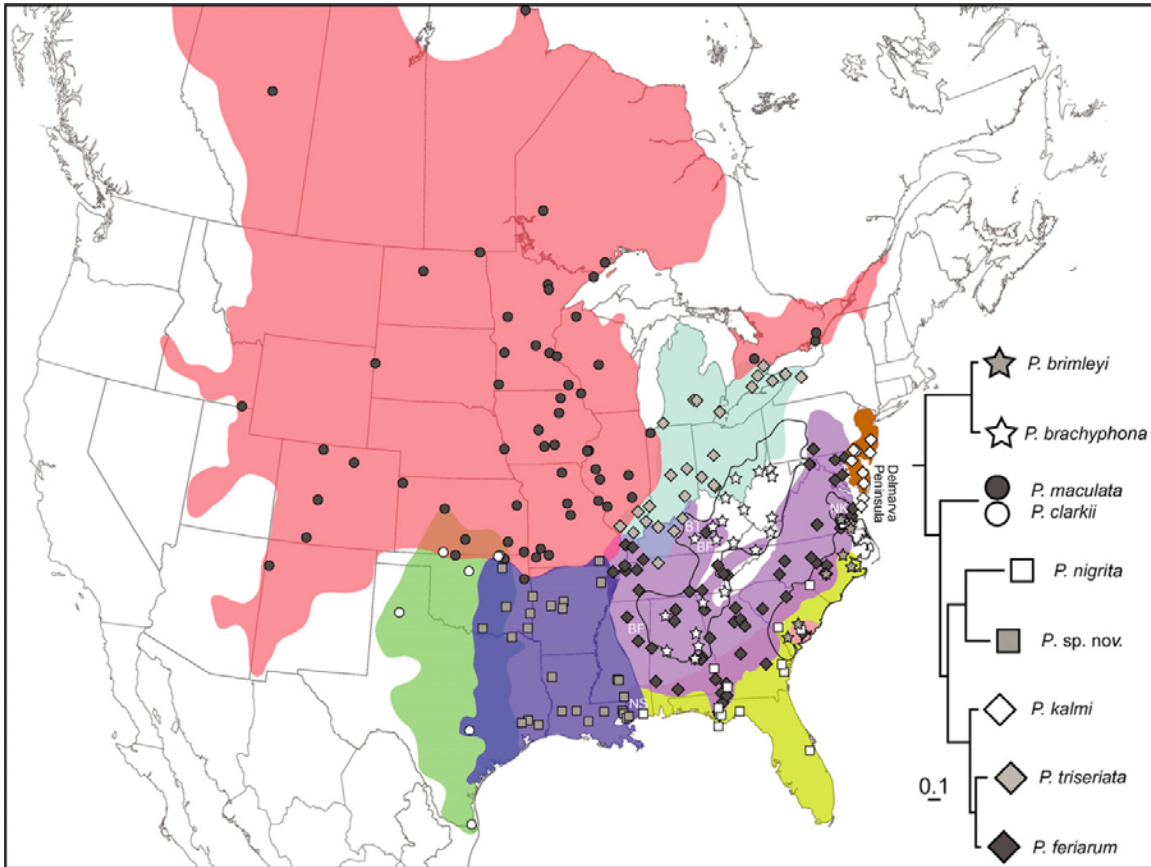 P. brimleyi
P. brachyphona
P. maculata
P. clarkii
P. nigrita
P. sp. nov.
P. kalmi
P. triseriata
P. feriarum
0.1
Delmarva
Peninsula
NK
BT
BF
BF
NS